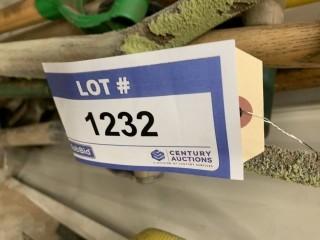 LOT #
1232
CENTURY
AUCTIONS